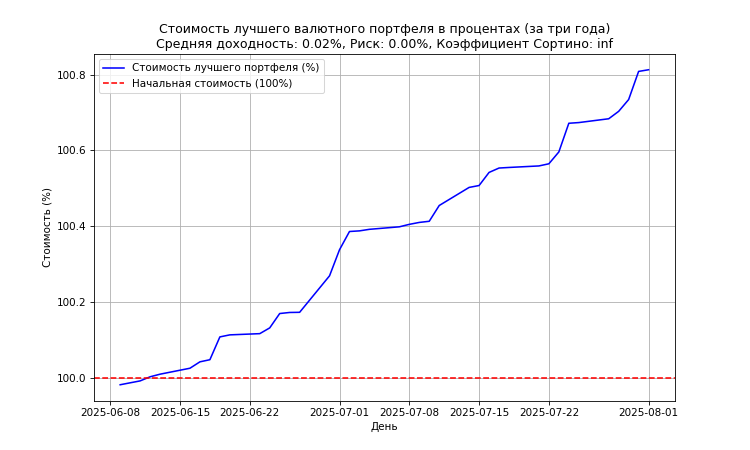 Стоимость лучшего валютного портфеля в процентах (за три года)
Средняя доходность: 0.02%, Риск: 0.00%, Коэффициент Сортино: inf
Стоимость лучшего портфеля (%)
Начальная стоимость (100%)
Стоимость (%)
100.8
100.6
100.4
100.2
100.0
2025-06-08 2025-06-15 2025-06-22 2025-07-01 2025-07-08 2025-07-15 2025-07-22 2025-08-01
День